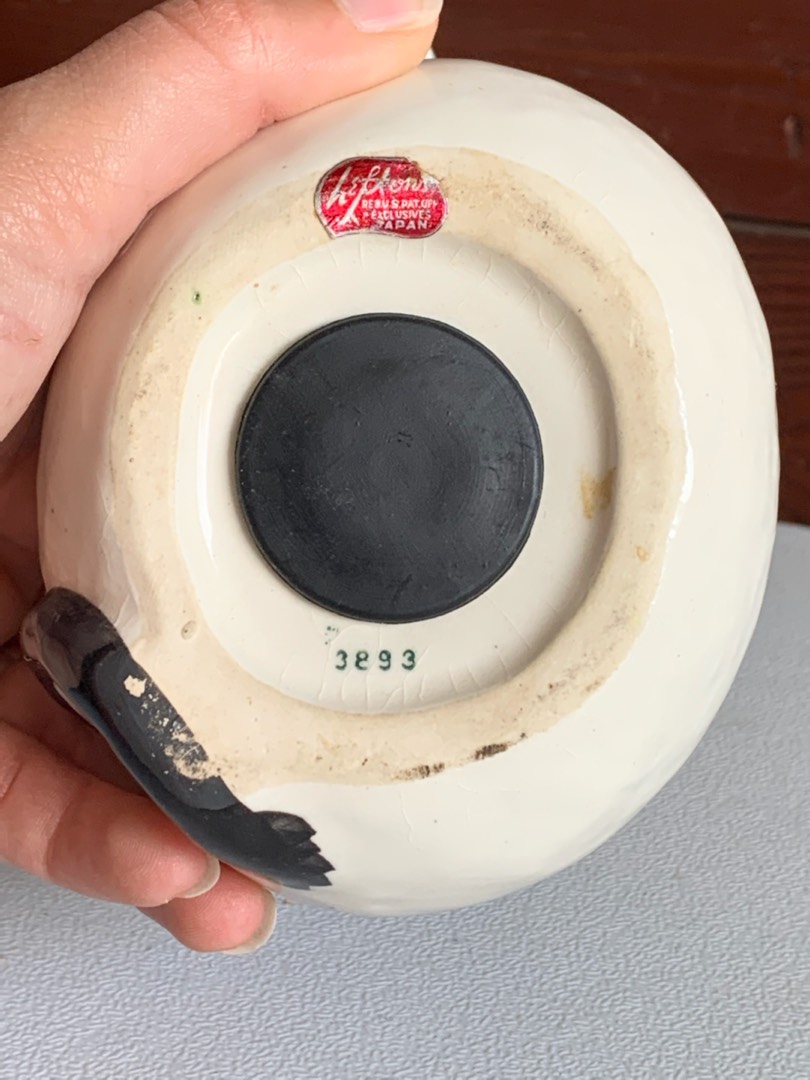 Lefton's
REG.U.S.PAT.OFF.
EXCLUSIVES
JAPAN
3893